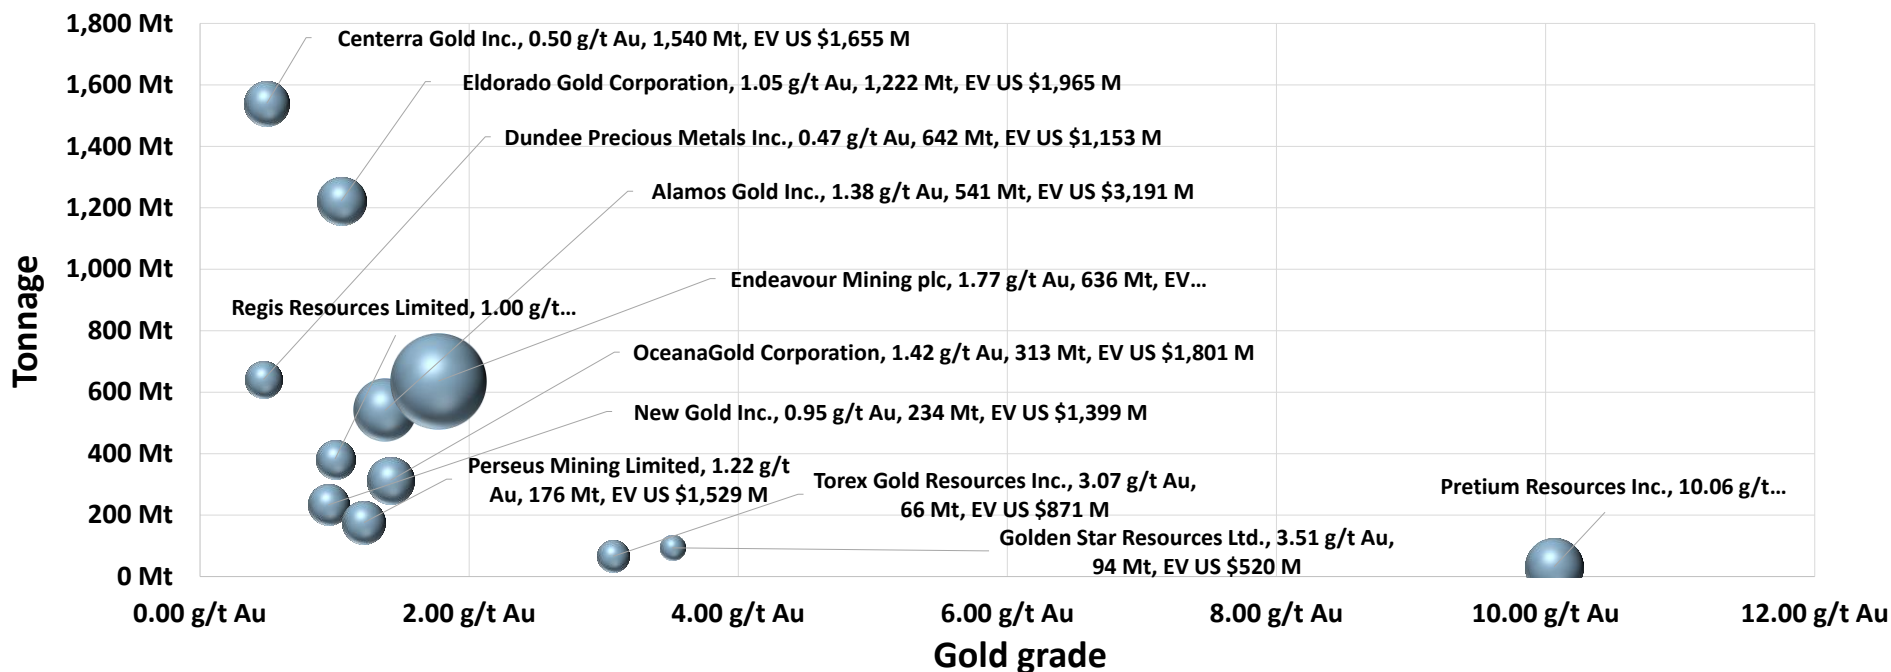 1,800 Mt
1,600 Mt
1,400 Mt
1,200 Mt
1,000 Mt
800 Mt
600 Mt
400 Mt
200 Mt
0 Mt
Tonnage
Centerra Gold Inc., 0.50 g/t Au, 1,540 Mt, EV US $1,655 M
Eldorado Gold Corporation, 1.05 g/t Au, 1,222 Mt, EV US $1,965 M
Dundee Precious Metals Inc., 0.47 g/t Au, 642 Mt, EV US $1,153 M
Alamos Gold Inc., 1.38 g/t Au, 541 Mt, EV US $3,191 M
Endeavour Mining plc, 1.77 g/t Au, 636 Mt, EV...
Regis Resources Limited, 1.00 g/t...
OceanaGold Corporation, 1.42 g/t Au, 313 Mt, EV US $1,801 M
New Gold Inc., 0.95 g/t Au, 234 Mt, EV US $1,399 M
Perseus Mining Limited, 1.22 g/t
Au, 176 Mt, EV US $1,529 M
Torex Gold Resources Inc., 3.07 g/t Au,
66 Mt, EV US $871 M
Pretium Resources Inc., 10.06 g/t...
Golden Star Resources Ltd., 3.51 g/t Au,
94 Mt, EV US $520 M
0.00 g/t Au
2.00 g/t Au
4.00 g/t Au
6.00 g/t Au
8.00 g/t Au
10.00 g/t Au
12.00 g/t Au
Gold grade